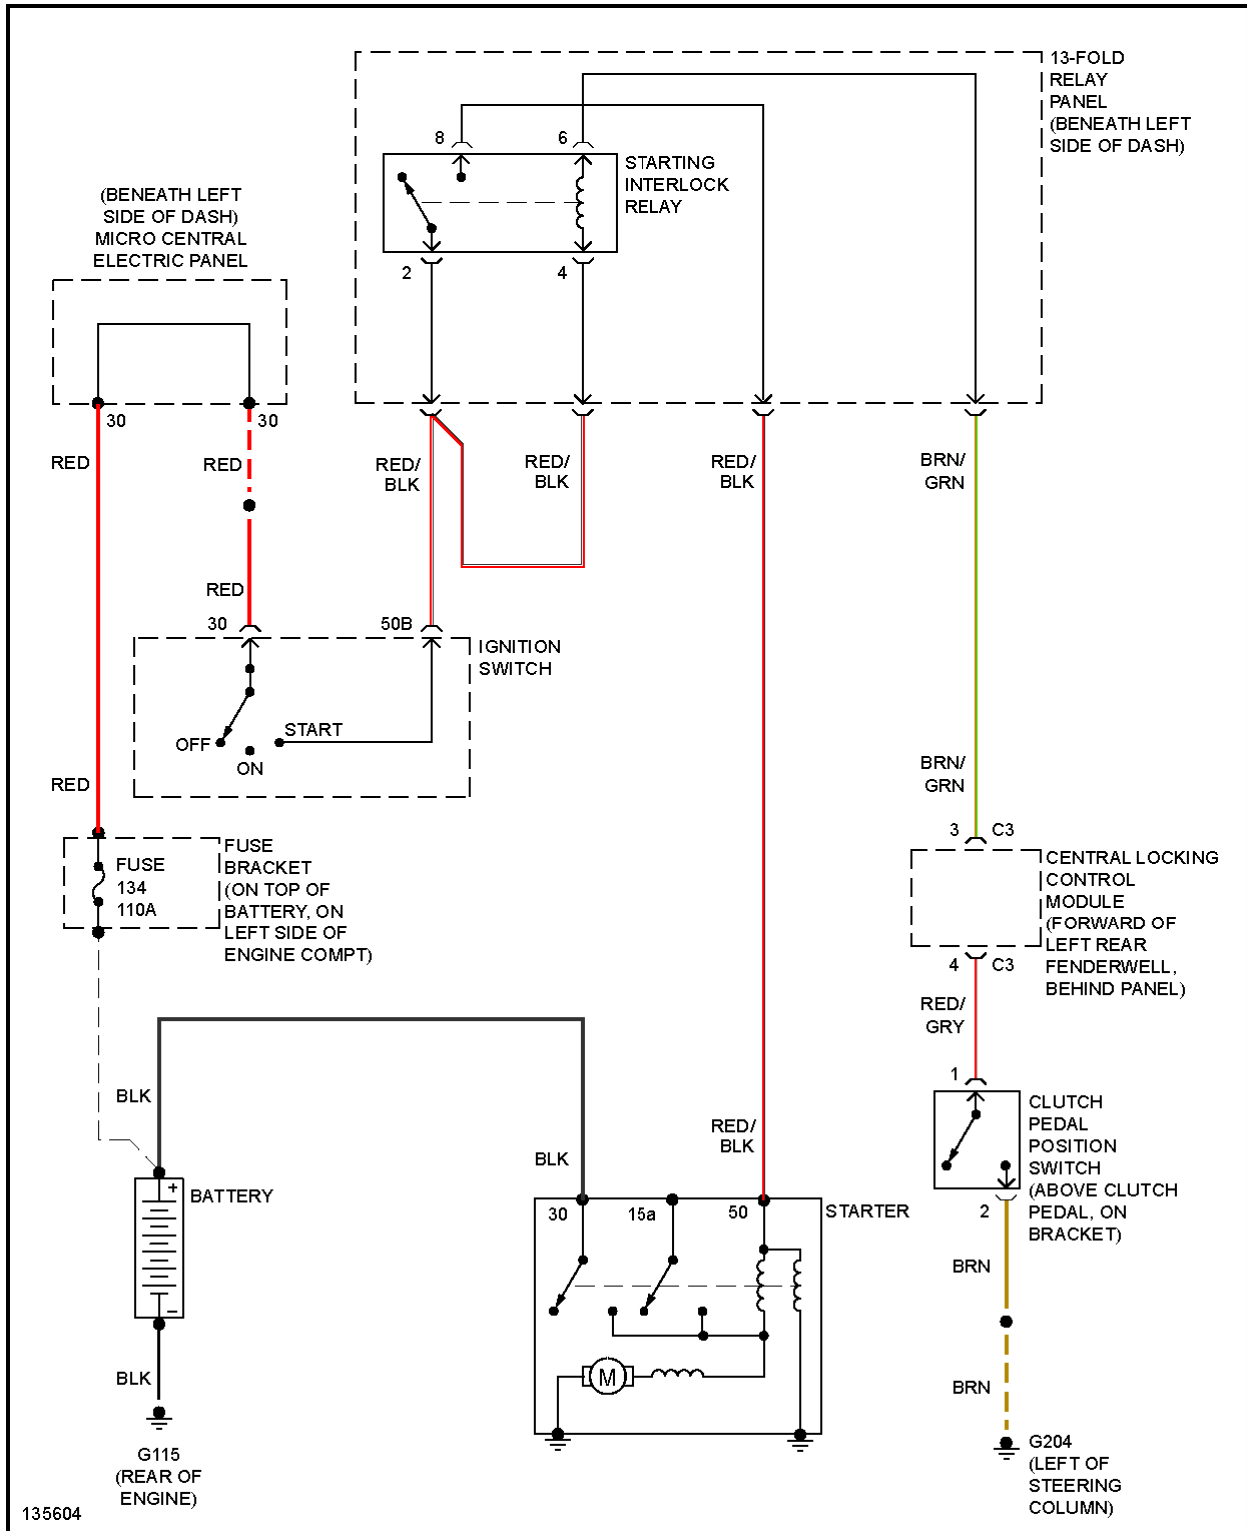 13-FOLD
RELAY
PANEL
(BENEATH LEFT
SIDE OF DASH)
8
6
STARTING
INTERLOCK
RELAY
2
4
(BENEATH LEFT
SIDE OF DASH)
MICRO CENTRAL
ELECTRIC PANEL
30
30
RED
RED
RED/
BLK
RED/
BLK
RED/
BLK
BRN/
GRN
RED
30
50B
IGNITION
SWITCH
OFF
ON
START
RED
BRN/
GRN
FUSE
134
110A
FUSE
BRACKET
(ON TOP OF
BATTERY, ON
LEFT SIDE OF
ENGINE COMPT)
3
C3
CENTRAL LOCKING
CONTROL
MODULE
(FORWARD OF
LEFT REAR
FENDERWELL,
BEHIND PANEL)
4
C3
RED/
GRY
BLK
BLK
RED/
BLK
1
CLUTCH
PEDAL
POSITION
SWITCH
(ABOVE CLUTCH
PEDAL, ON
BRACKET)
2
+
BATTERY
−
30
15a
50
STARTER
M
BRN
BLK
BRN
G115
(REAR OF
ENGINE)
G204
(LEFT OF
STEERING
COLUMN)
135604